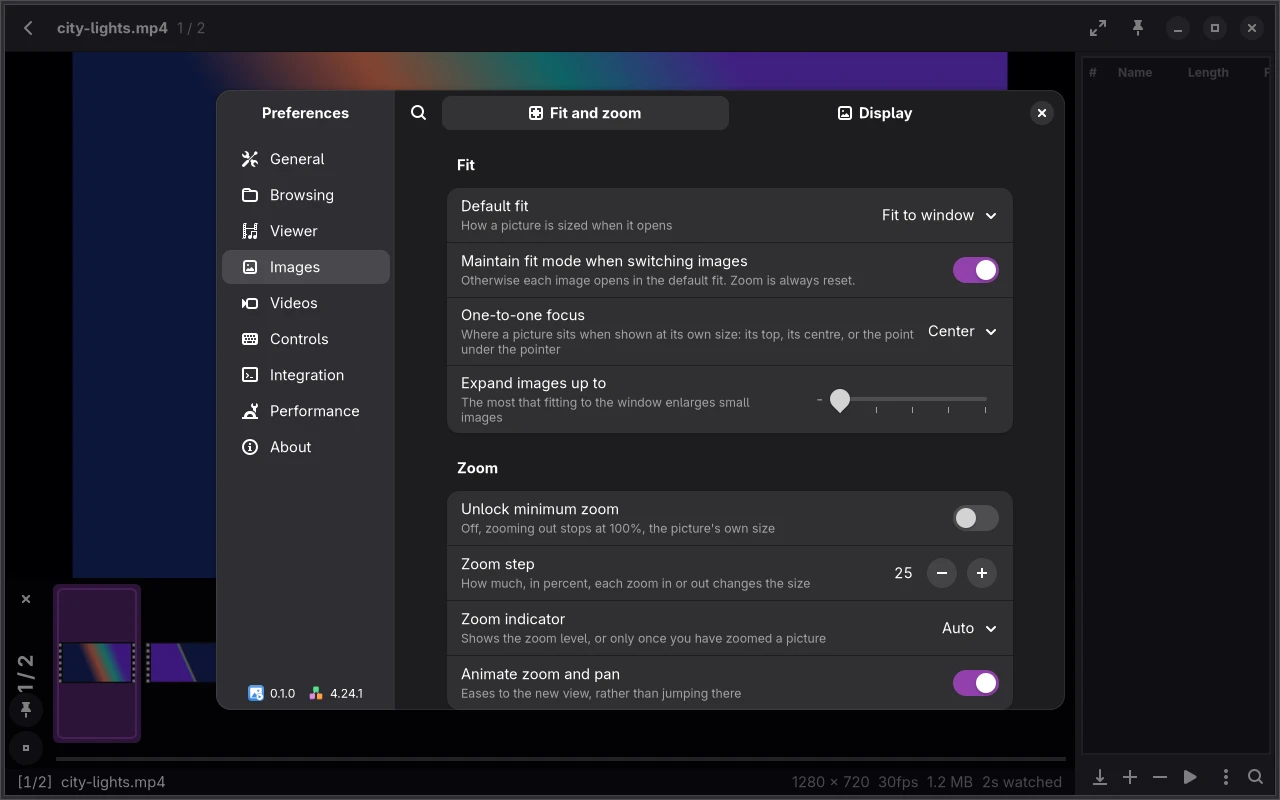 city-lights.mp4 1 / 2
# Name Length
Preferences
Fit and zoom
Display
General
Browsing
Viewer
Images
Videos
Controls
Integration
Performance
About
0.1.0 4.24.1
Fit
Default fit
How a picture is sized when it opens
Fit to window
Maintain fit mode when switching images
Otherwise each image opens in the default fit. Zoom is always reset.
One-to-one focus
Where a picture sits when shown at its own size: its top, its centre, or the point
under the pointer
Center
Expand images up to
The most that fitting to the window enlarges small
images
-
Zoom
Unlock minimum zoom
Off, zooming out stops at 100%, the picture's own size
Zoom step
How much, in percent, each zoom in or out changes the size
25
Zoom indicator
Shows the zoom level, or only once you have zoomed a picture
Auto
Animate zoom and pan
Eases to the new view, rather than jumping there
1 / 2
[1/2] city-lights.mp4
1280 × 720 30fps 1.2 MB 2s watched